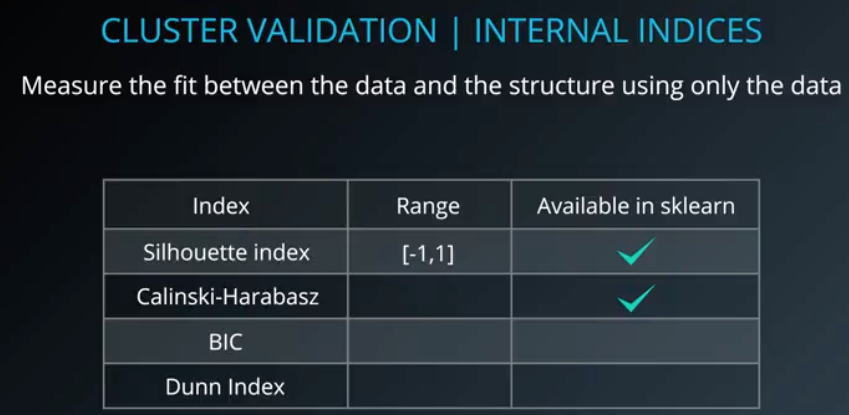 CLUSTER VALIDATION | INTERNAL INDICES
Measure the fit between the data and the structure using only the data
Index Range Available in sklearn
Silhouette index [-1,1]
Calinski-Harabasz
BIC
Dunn Index